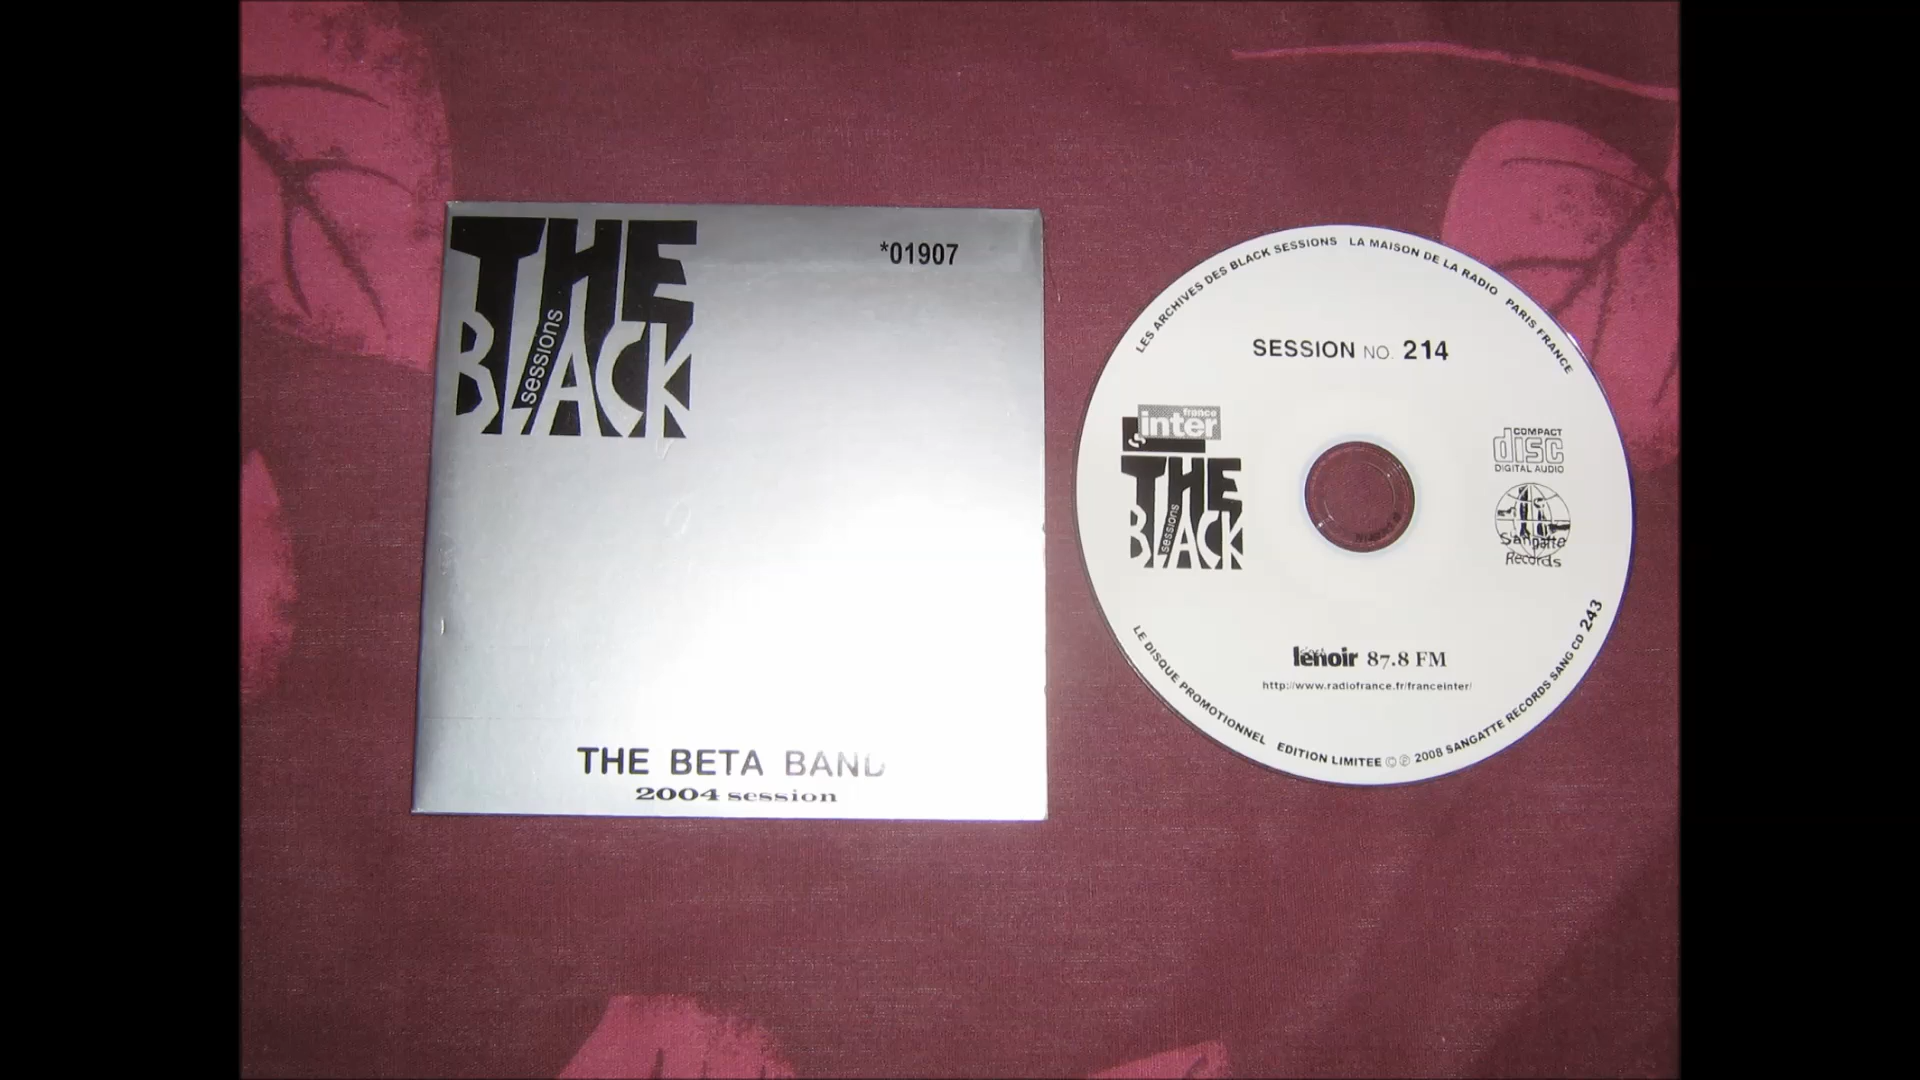 THE
BLACK
sessions
*01907
THE BETA BAND
2004 session
LES ARCHIVES DES BLACK SESSIONS LA MAISON DE LA RADIO PARIS FRANCE
SESSION NO. 214
france
inter
THE
BLACK
sessions
COMPACT
disc
DIGITAL AUDIO
Sangatte
Records
lenoir 87.8 FM
http://www.radiofrance.fr/franceinter/
LE DISQUE PROMOTIONNEL EDITION LIMITEE © ℗ 2008 SANGATTE RECORDS SANG CD 243